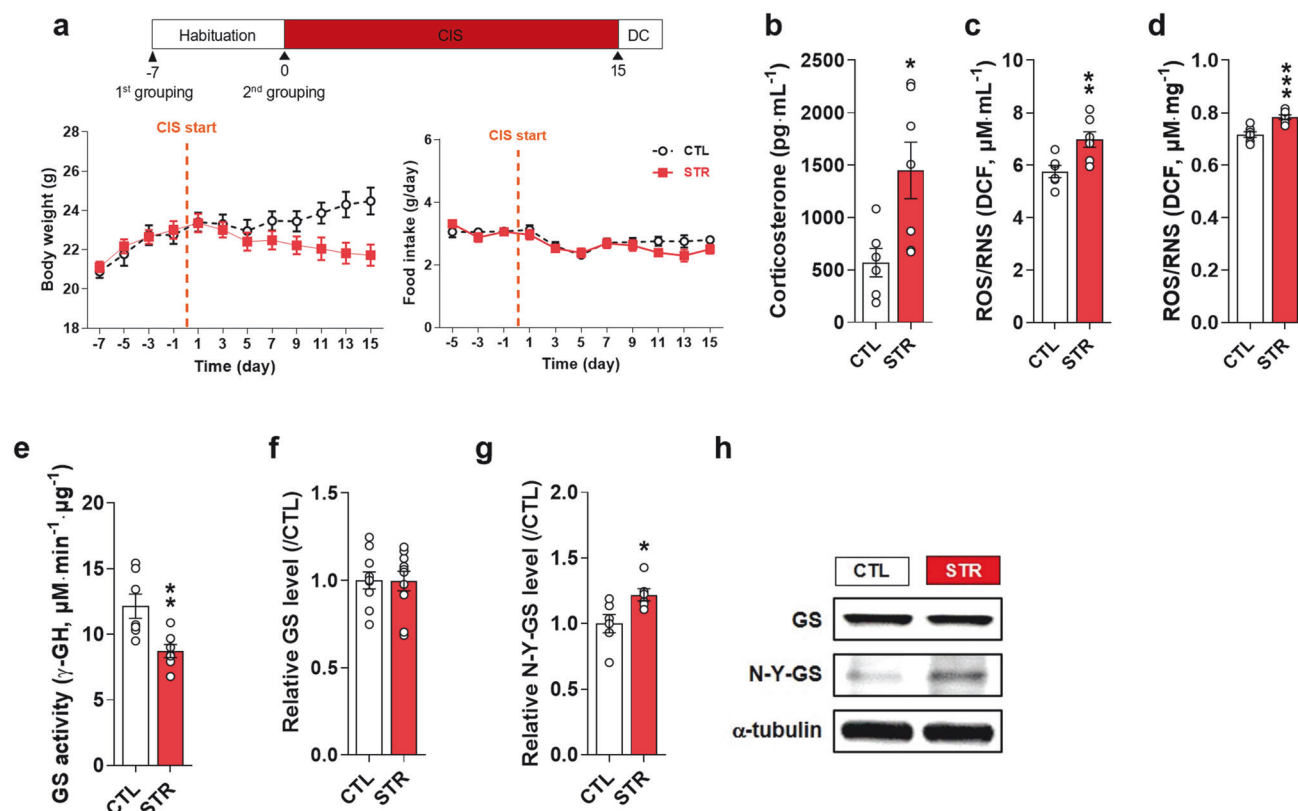 a
Habituation
CIS
DC
-7
0
15
1st grouping
2nd grouping
CIS start
Body weight (g)
28
26
24
22
20
18
-7 -5 -3 -1 1 3 5 7 9 11 13 15
Time (day)
CIS start
CTL
STR
Food intake (g/day)
6
4
2
0
-5 -3 -1 1 3 5 7 9 11 13 15
Time (day)
b
Corticosterone (pg·mL-1)
2500
2000
1500
1000
500
0
*
CTL
STR
c
ROS/RNS (DCF, µM·mL-1)
10
8
6
4
2
0
**
CTL
STR
d
ROS/RNS (DCF, µM·mg-1)
1.0
0.8
0.6
0.4
0.2
0.0
***
CTL
STR
e
GS activity (γ-GH, µM·min-1·µg-1)
20
15
10
5
0
**
CTL
STR
f
Relative GS level (/CTL)
1.5
1.0
0.5
0.0
CTL
STR
g
Relative N-Y-GS level (/CTL)
2.0
1.5
1.0
0.5
0.0
*
CTL
STR
h
CTL STR
GS
N-Y-GS
α-tubulin